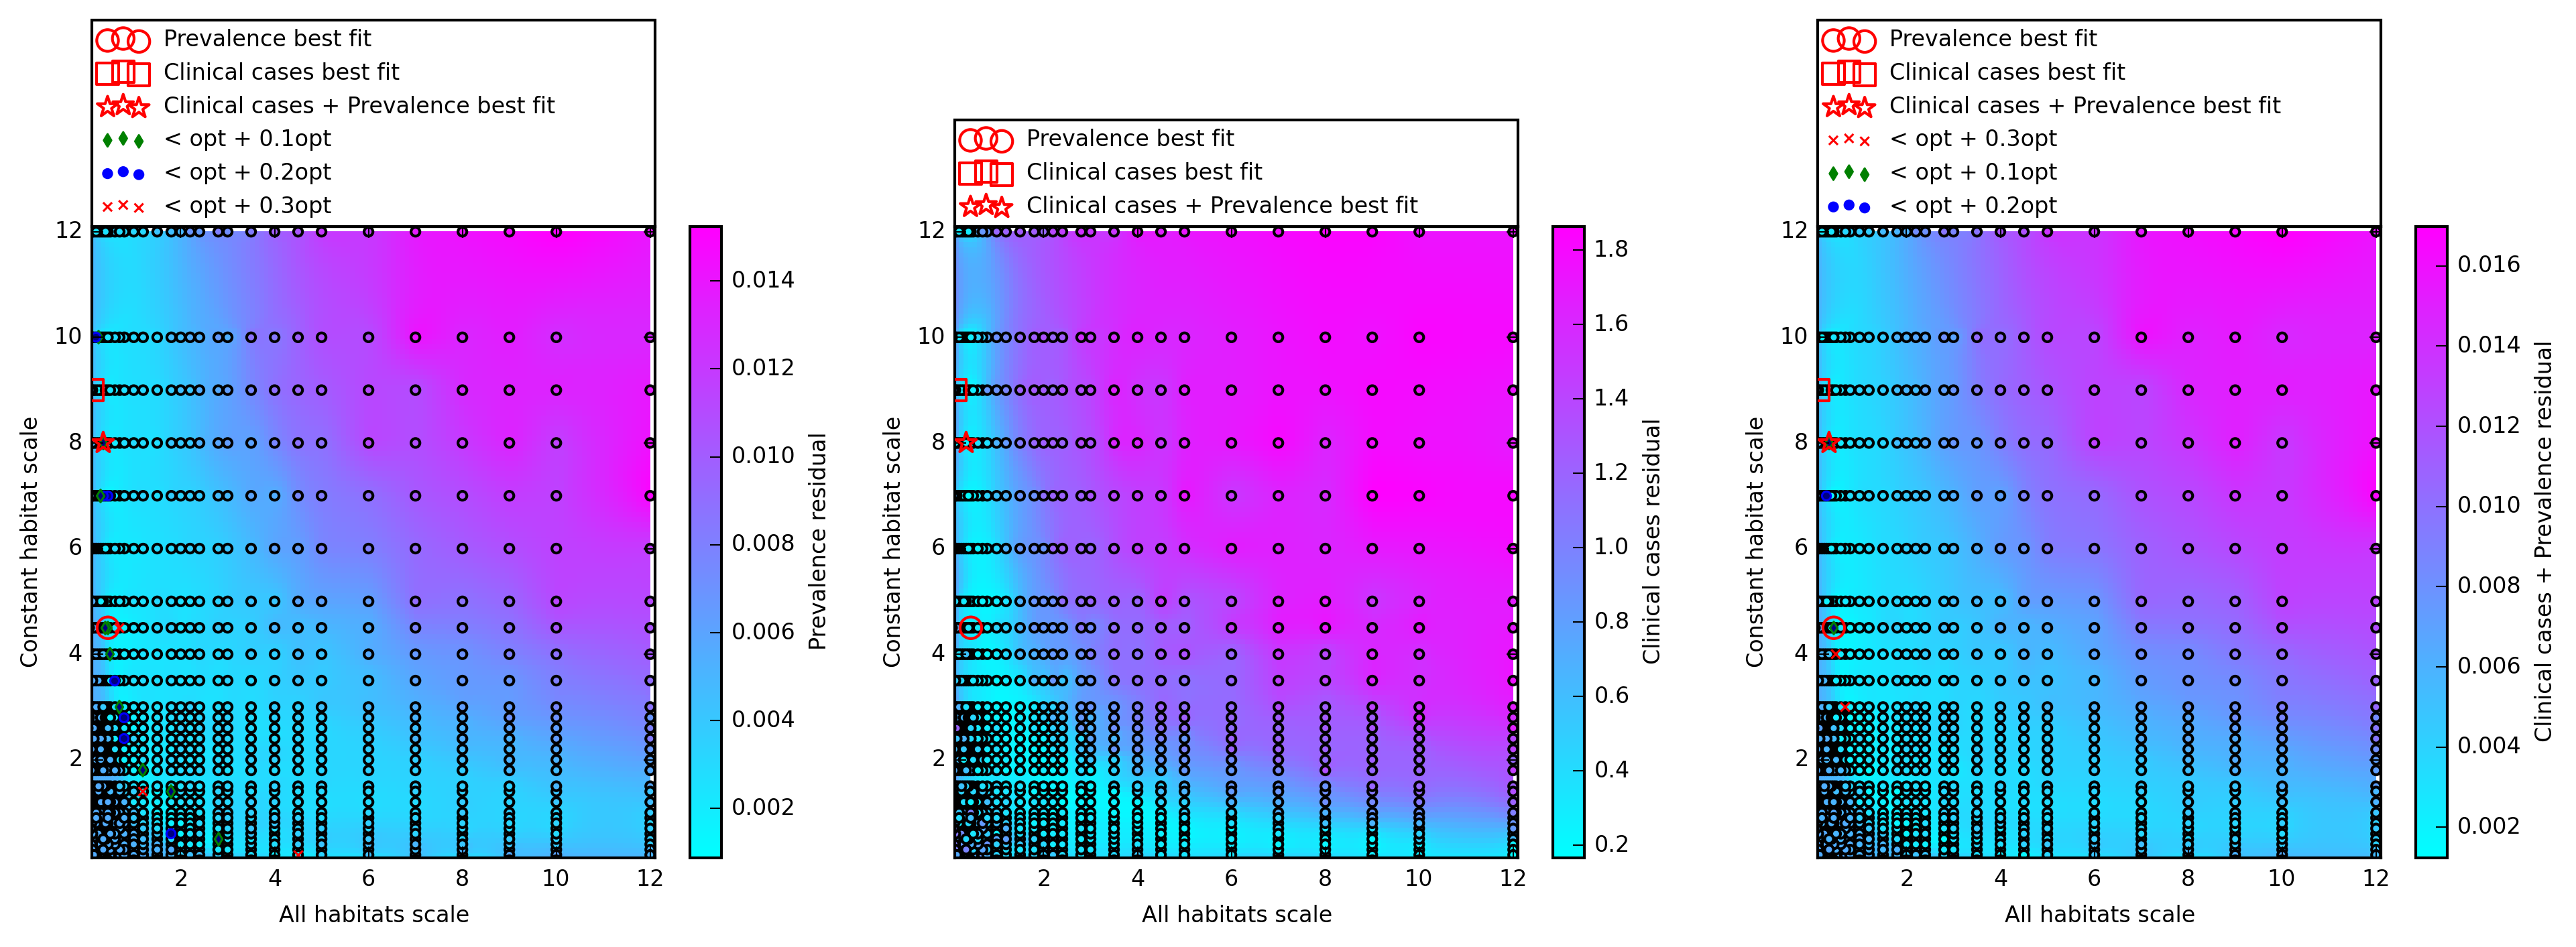 Prevalence best fit
Clinical cases best fit
Clinical cases + Prevalence best fit
< opt + 0.1opt
< opt + 0.2opt
< opt + 0.3opt
12
10
8
6
4
2
Constant habitat scale
2 4 6 8 10 12
All habitats scale
0.014
0.012
0.010
0.008
0.006
0.004
0.002
Prevalence residual
Prevalence best fit
Clinical cases best fit
Clinical cases + Prevalence best fit
12
10
8
6
4
2
Constant habitat scale
2 4 6 8 10 12
All habitats scale
1.8
1.6
1.4
1.2
1.0
0.8
0.6
0.4
0.2
Clinical cases residual
Prevalence best fit
Clinical cases best fit
Clinical cases + Prevalence best fit
< opt + 0.3opt
< opt + 0.1opt
< opt + 0.2opt
12
10
8
6
4
2
Constant habitat scale
2 4 6 8 10 12
All habitats scale
0.016
0.014
0.012
0.010
0.008
0.006
0.004
0.002
Clinical cases + Prevalence residual